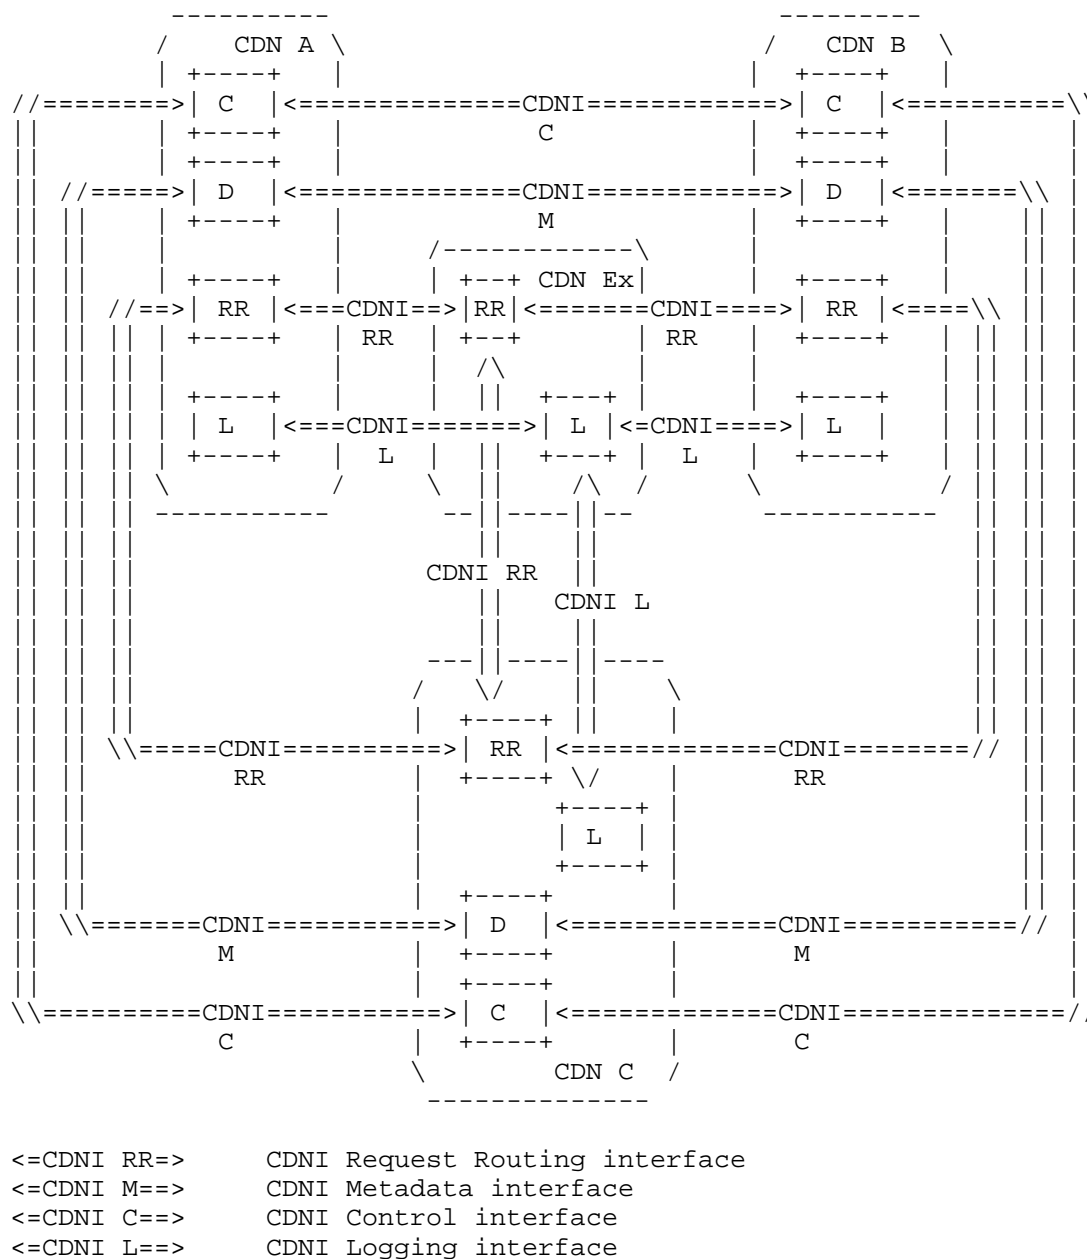 ----------                            ---------
         /    CDN A \                          /   CDN B  \
         | +----+   |                          |  +----+   |
//========>| C  |<==============CDNI============>| C  |<==========\\
||       | +----+   |            C             |  +----+   |       |
||       | +----+   |                          |  +----+   |       |
|| //=====>| D  |<==============CDNI============>| D  |<=======\\ |
|| ||    | +----+   |            M             |  +----+   |    || |
|| ||    |          |     /------------\       |           |    || |
|| ||    | +----+   |     | +--+ CDN Ex|       |  +----+   |    || |
|| || //==>| RR |<===CDNI==>|RR|<=======CDNI====>| RR |<====\\ || |
|| || || | +----+   | RR  | +--+       | RR    |  +----+   | || || |
|| || || |          |     |  /\        |       |           | || || |
|| || || | +----+   |     |  ||  +---+ |       |  +----+   | || || |
|| || || | | L  |<===CDNI=======>| L |<=CDNI====>| L  |    | || || |
|| || || | +----+   |  L  |  ||  +---+ |  L    |  +----+   | || || |
|| || || \          /     \  ||    /\  /       \           / || || |
|| || || -----------       --||----||--         -----------  || || |
|| || ||                     ||    ||                        || || |
|| || ||                  CDNI RR  ||                        || || |
|| || ||                     ||  CDNI L                      || || |
|| || ||                     ||    ||                        || || |
|| || ||                  ---||----||----                    || || |
|| || ||                 /   \/    ||    \                   || || |
|| || ||                 |  +----+ ||    |                   || || |
|| || \\=====CDNI==========>| RR |<=============CDNI========// || |
|| ||         RR         |  +----+ \/    |       RR             || |
|| ||                    |        +----+ |                      || |
|| ||                    |        | L  | |                      || |
|| ||                    |        +----+ |                      || |
|| ||                    |  +----+       |                      || |
|| \\=======CDNI===========>| D  |<=============CDNI===========// |
||           M           |  +----+       |       M                 |
||                       |  +----+       |                         |
\\==========CDNI===========>| C  |<=============CDNI==============//
             C           |  +----+       |       C
                         \        CDN C  /
                          --------------
<=CDNI RR=>     CDNI Request Routing interface
<=CDNI M==>     CDNI Metadata interface
<=CDNI C==>     CDNI Control interface
<=CDNI L==>     CDNI Logging interface